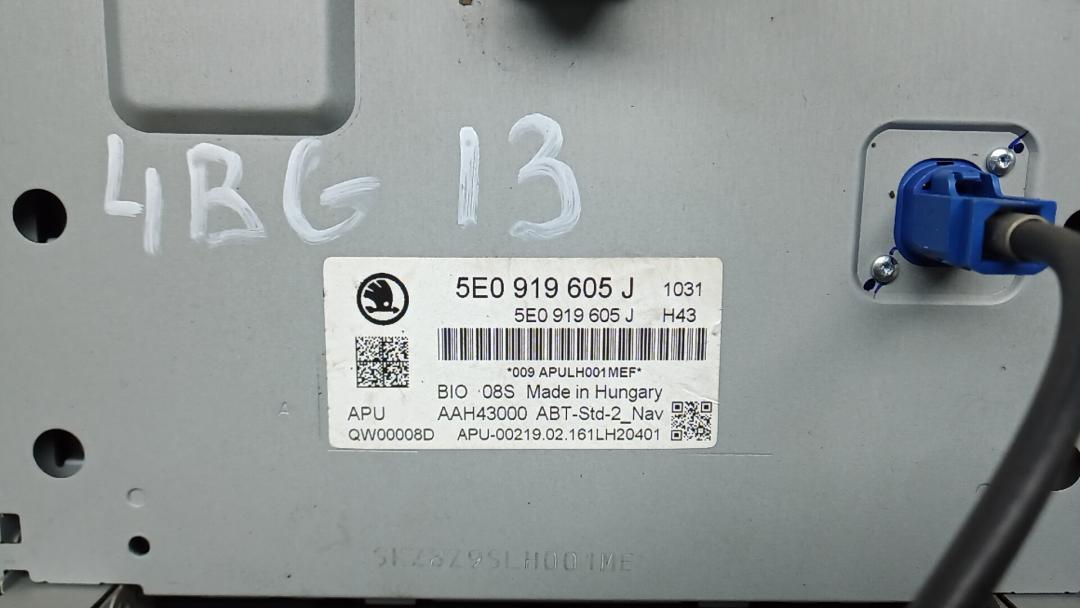 4BG 13
5E0 919 605 J 1031
5E0 919 605 J H43
*009 APULH001MEF*
BIO 08S Made in Hungary
APU AAH43000 ABT-Std-2_Nav
QW00008D APU-00219.02.161LH20401